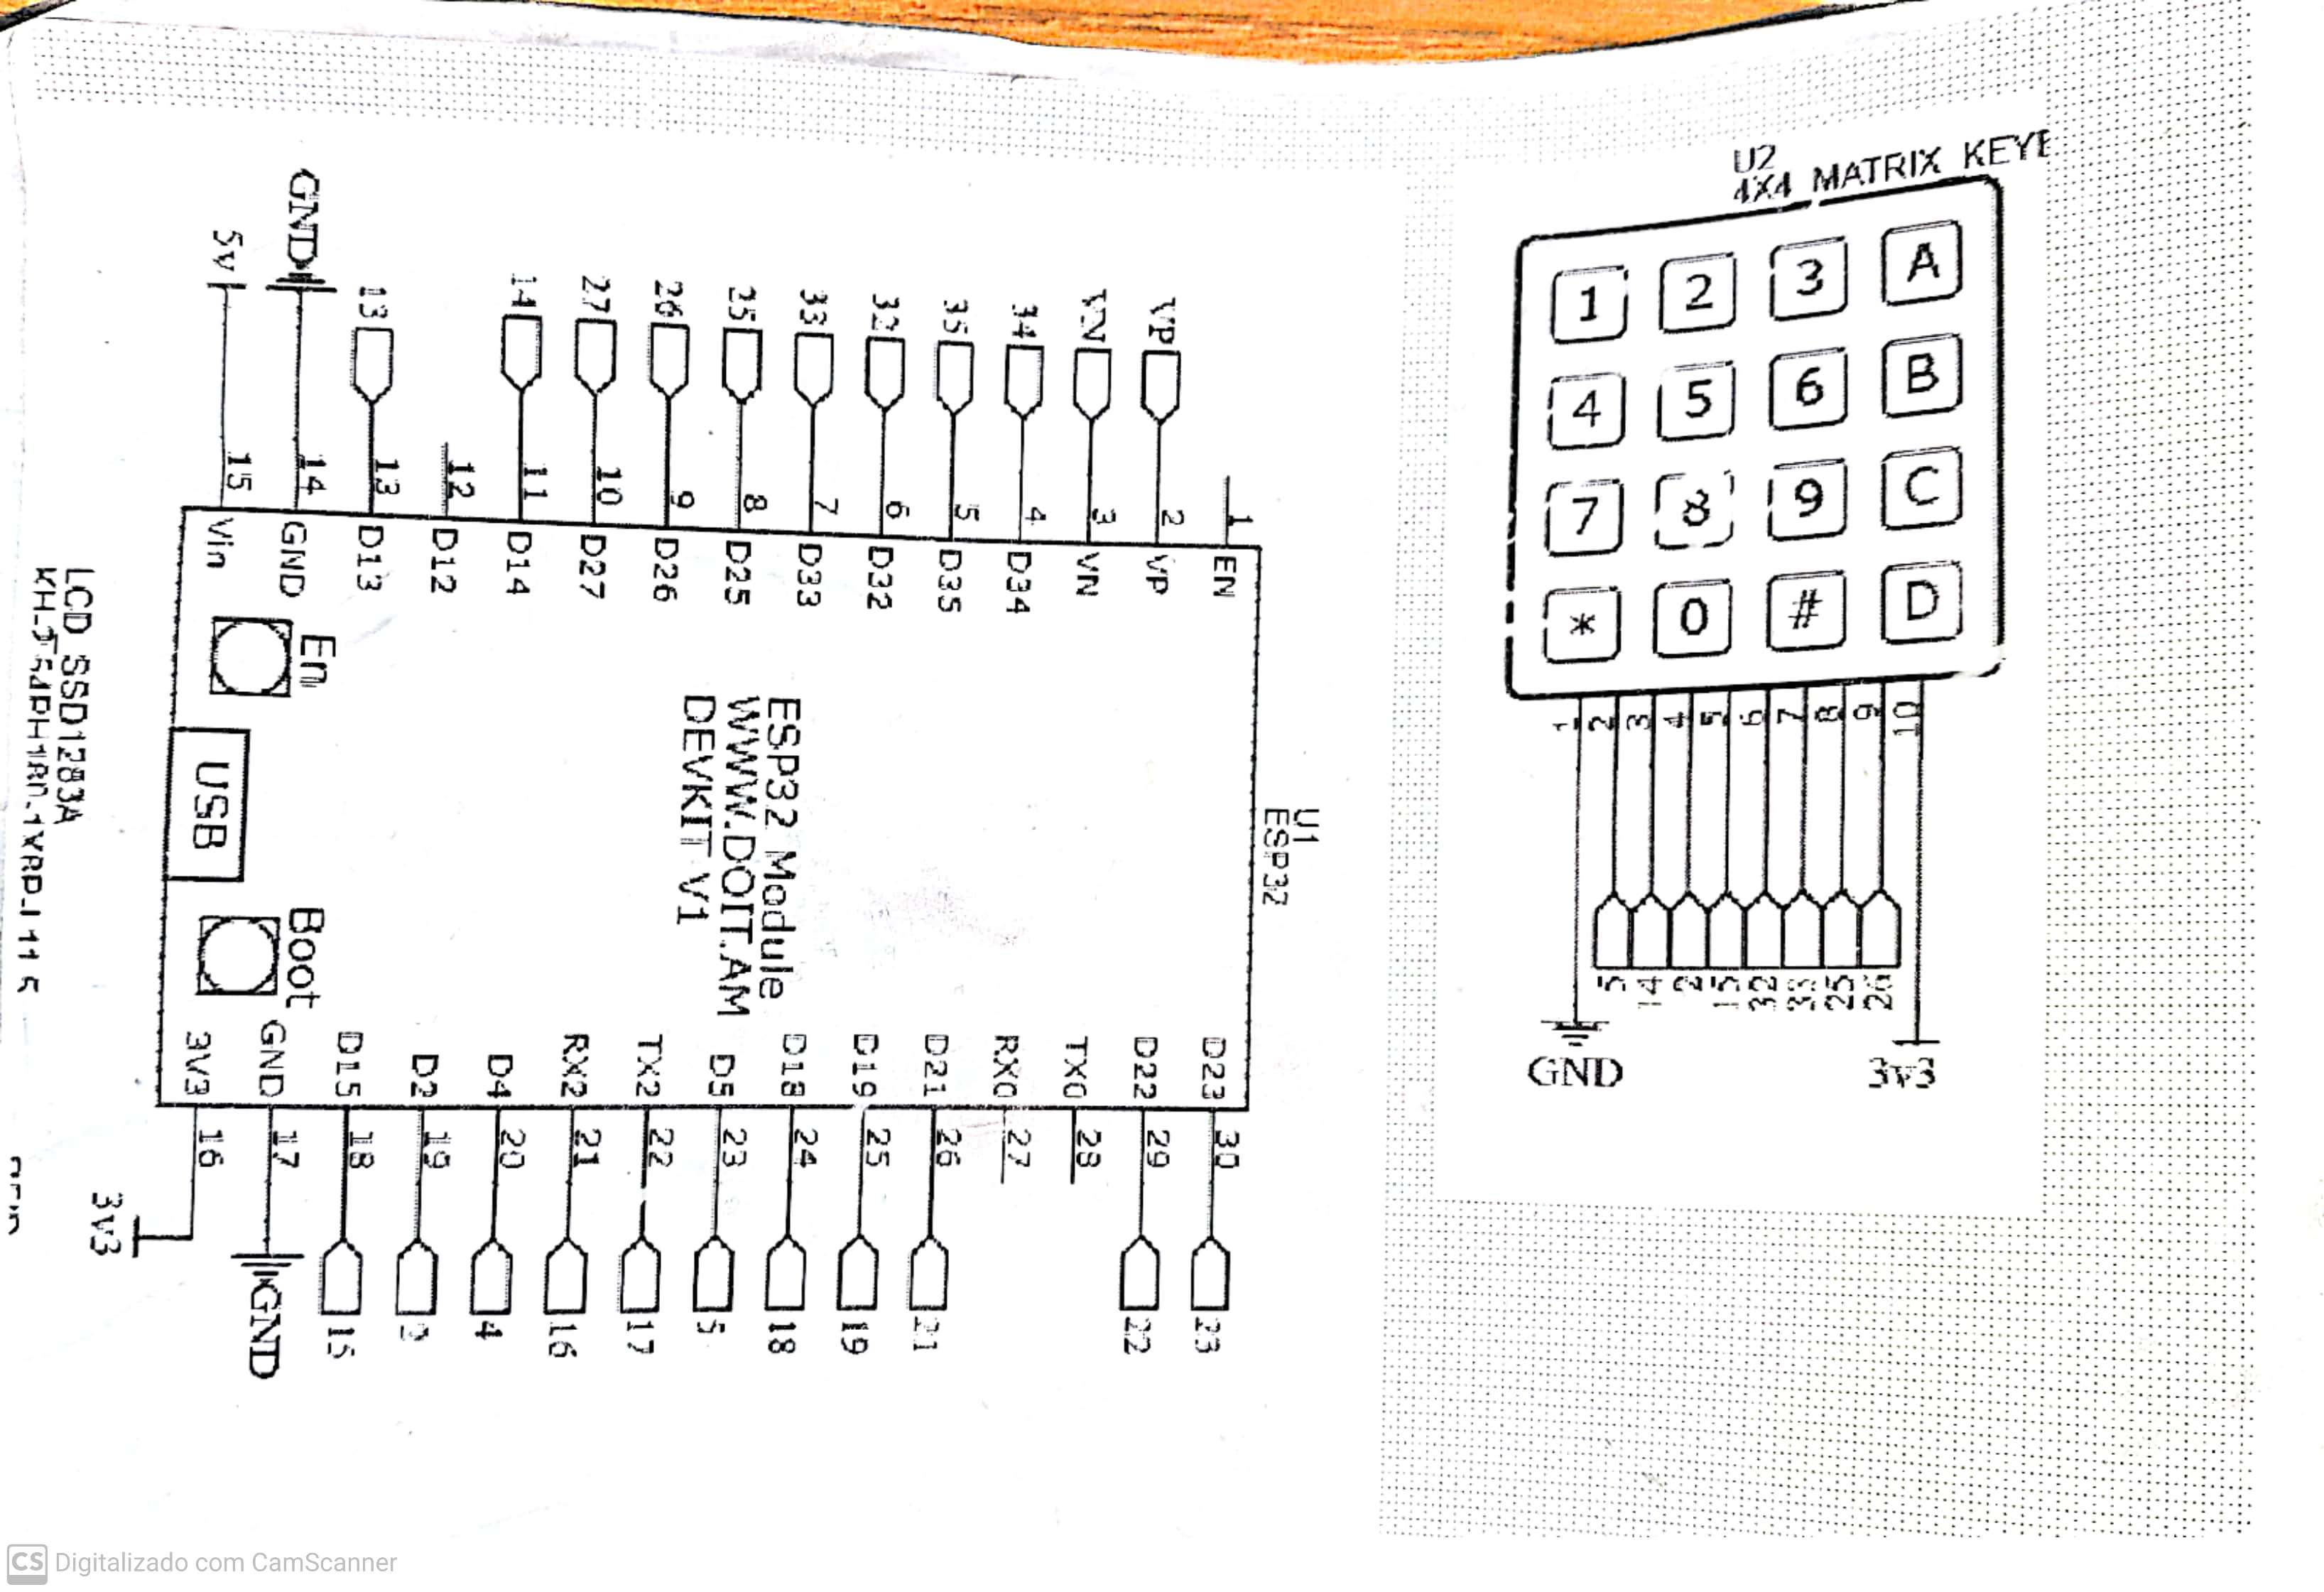 U2
4X4 MATRIX KEYB
1 2 3 A
4 5 6 B
7 8 9 C
* 0 # D
1 2 3 4 5 6 7 8 9 10
5 14 2 15 32 33 25 26
GND
3v3
U1
ESP32
ESP32 Module
WWW.DOIT.AM
DEVKIT V1
VP
VN
34
35
32
33
25
26
27
14
13
GND
5v
1 EN
2 VP
3 VN
4 D34
5 D35
6 D32
7 D33
8 D25
9 D26
10 D27
11 D14
12 D12
13 D13
14 GND
15 Vin
En
USB
Boot
D23 30 23
D22 29 22
TX0 28
RX0 27
D21 26 21
D19 25 19
D18 24 18
D5 23 5
TX2 22 17
RX2 21 16
D4 20 4
D2 19 2
D15 18 15
GND 17 GND
3V3 16 3v3
LCD SSD1283A
CS Digitalizado com CamScanner